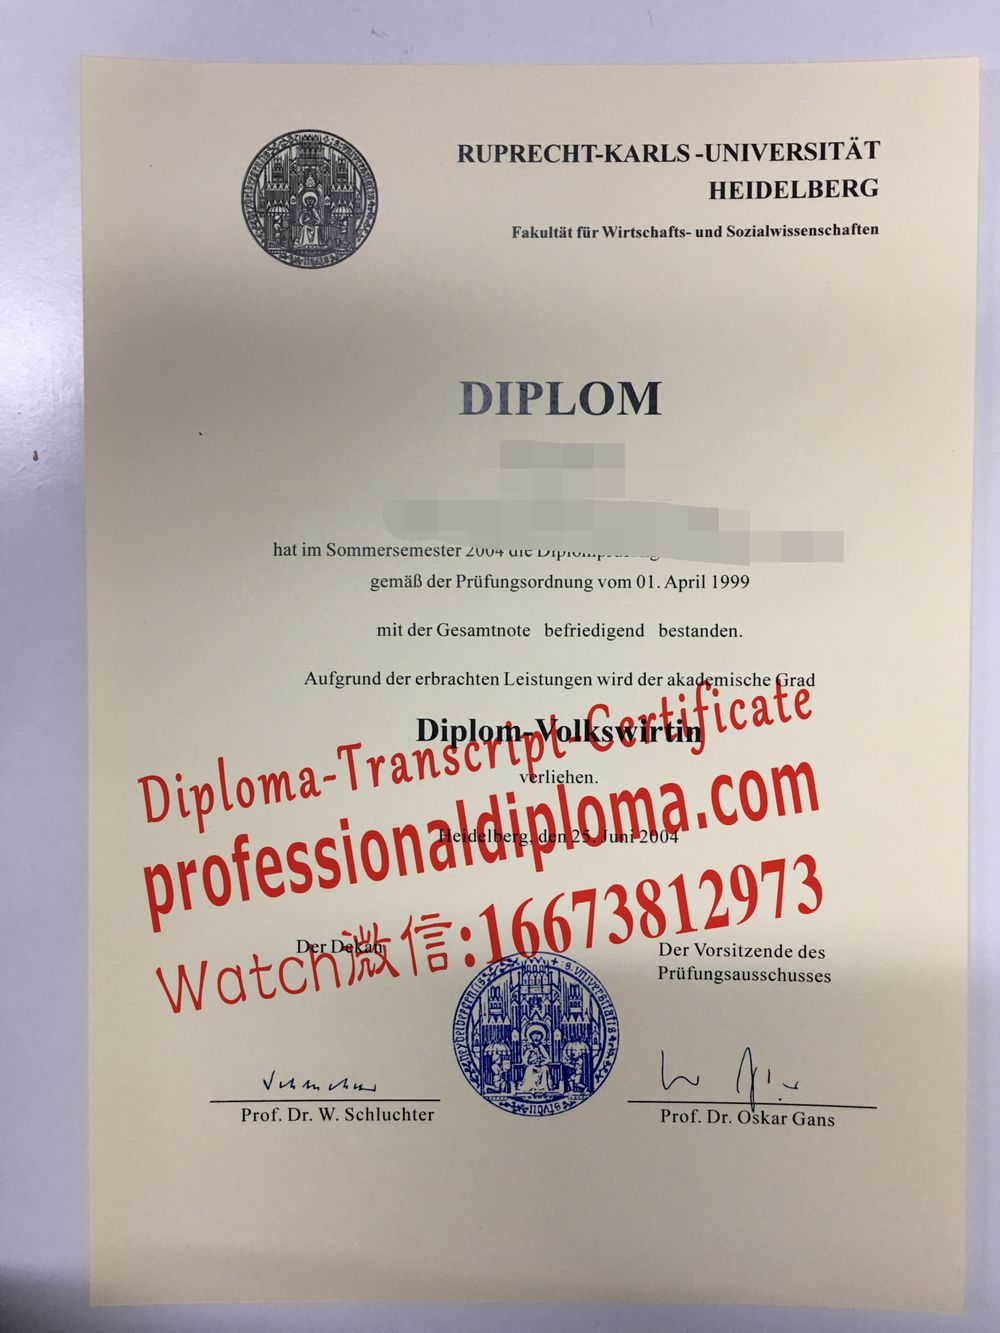 RUPRECHT-KARLS-UNIVERSITÄT
HEIDELBERG
Fakultät für Wirtschafts- und Sozialwissenschaften
DIPLOM
hat im Sommersemester 2004 die
gemäß der Prüfungsordnung vom 01. April 1999
mit der Gesamtnote befriedigend bestanden.
Aufgrund der erbrachten Leistungen wird der akademische Grad
Diplom-Volkswirtin
verliehen.
Heidelberg, den 25. Juni 2004
Diploma-Transcript-Certificate
professionaldiploma.com
Watch微信:16673812973
Der Dekan
Der Vorsitzende des
Prüfungsausschusses
Prof. Dr. W. Schluchter
Prof. Dr. Oskar Gans